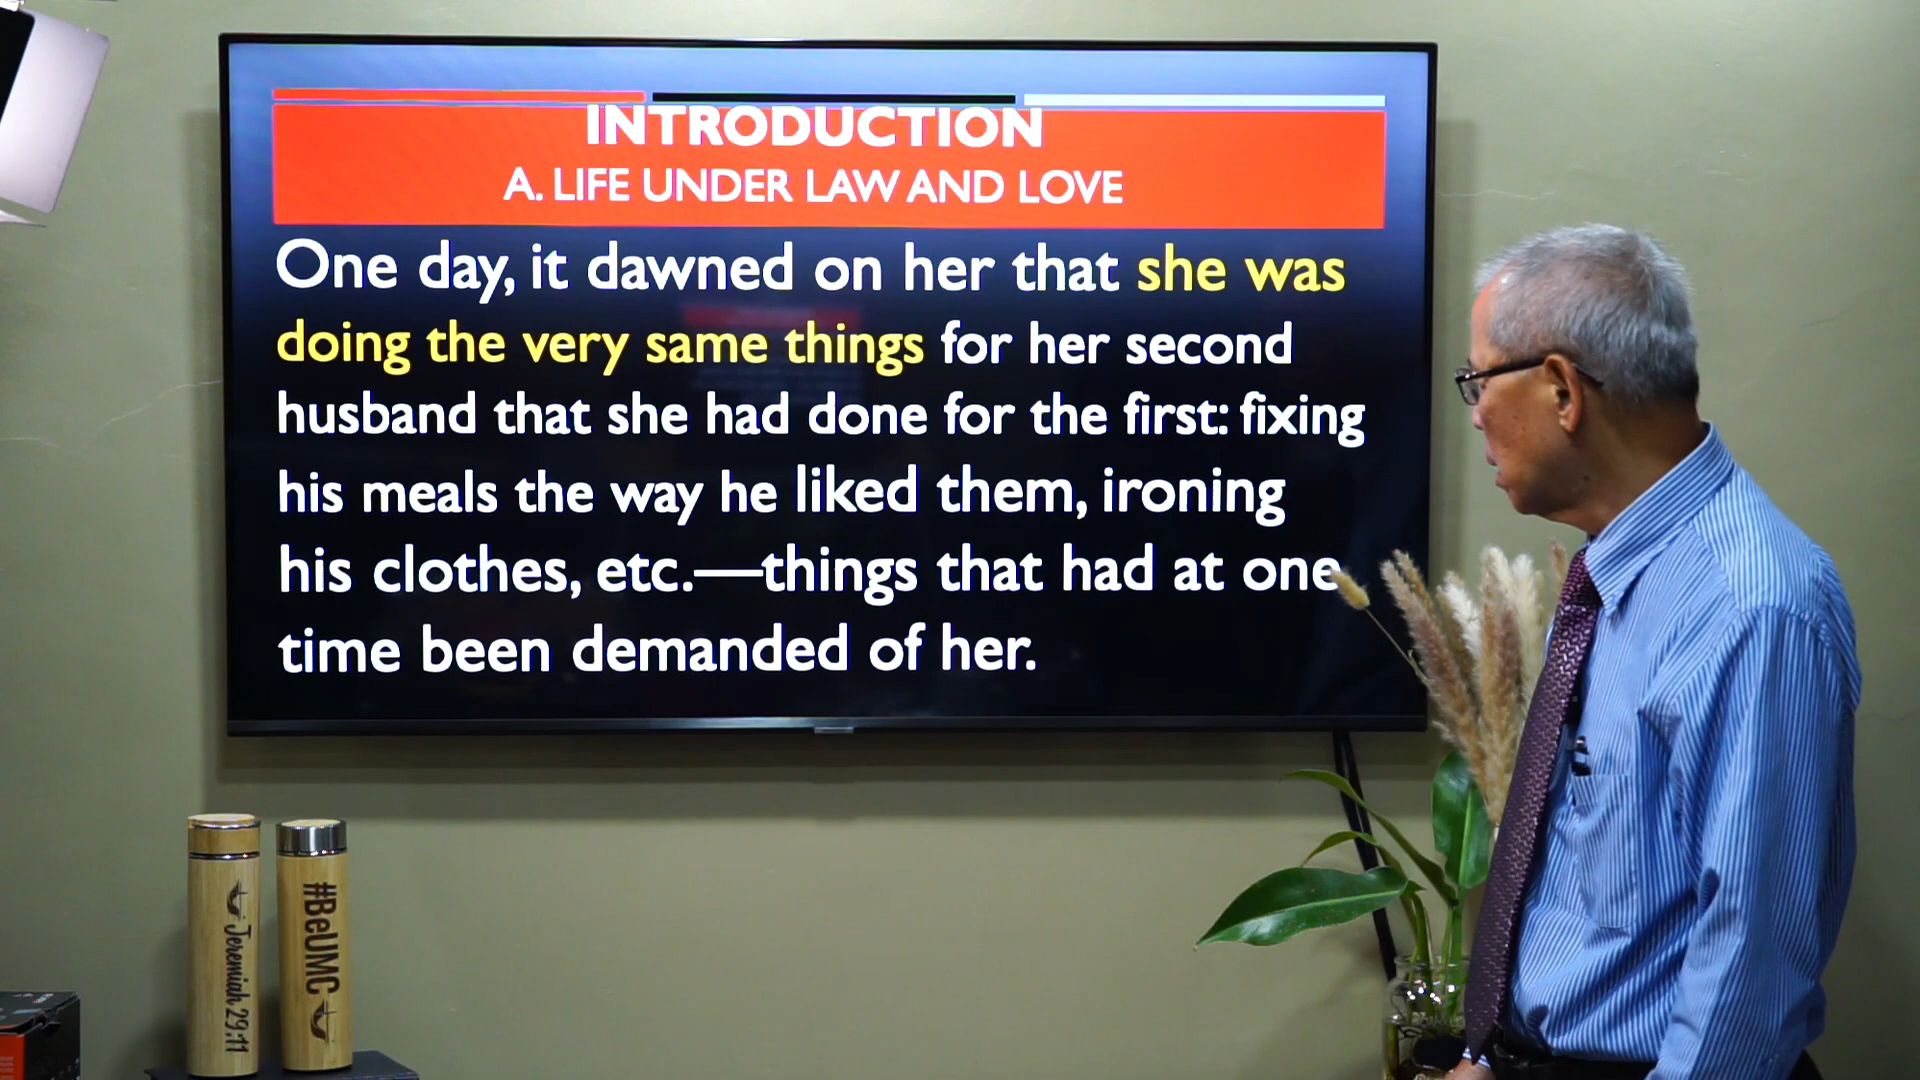 INTRODUCTION
A. LIFE UNDER LAW AND LOVE
One day, it dawned on her that she was
doing the very same things for her second
husband that she had done for the first: fixing
his meals the way he liked them, ironing
his clothes, etc.—things that had at one
time been demanded of her.
Jeremiah 29:11
#BeUMC